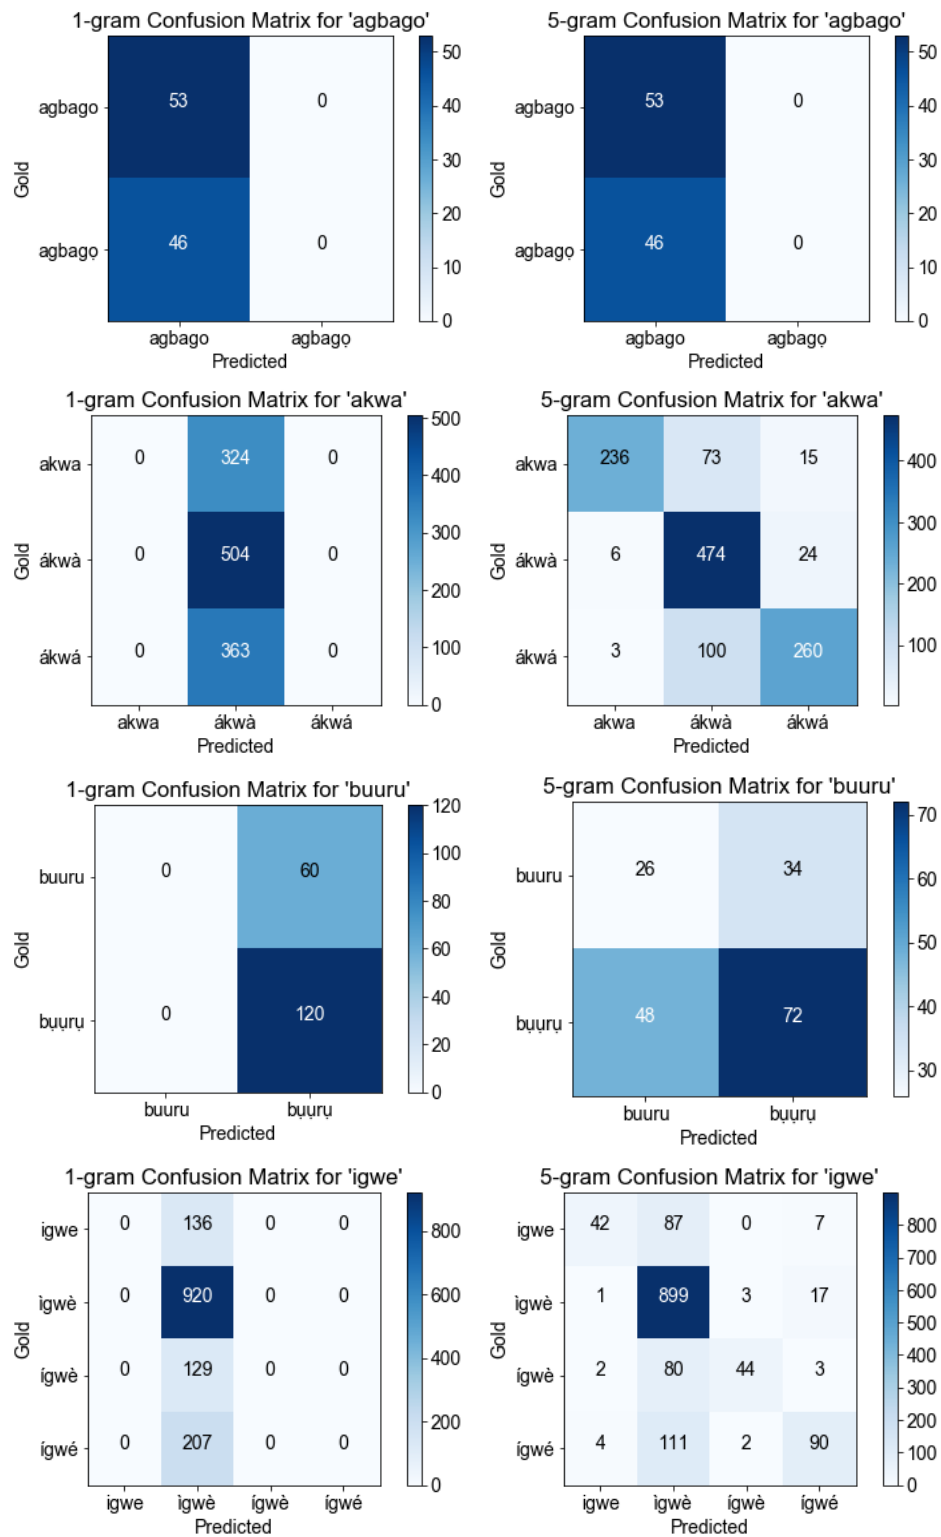 1-gram Confusion Matrix for 'agbago'
Gold
agbago 53 0
agbagọ 46 0
agbago agbagọ
Predicted
50
40
30
20
10
0
5-gram Confusion Matrix for 'agbago'
Gold
agbago 53 0
agbagọ 46 0
agbago agbagọ
Predicted
50
40
30
20
10
0
1-gram Confusion Matrix for 'akwa'
Gold
akwa 0 324 0
ákwà 0 504 0
ákwá 0 363 0
akwa ákwà ákwá
Predicted
500
400
300
200
100
0
5-gram Confusion Matrix for 'akwa'
Gold
akwa 236 73 15
ákwà 6 474 24
ákwá 3 100 260
akwa ákwà ákwá
Predicted
400
300
200
100
1-gram Confusion Matrix for 'buuru'
Gold
buuru 0 60
bụụrụ 0 120
buuru bụụrụ
Predicted
120
100
80
60
40
20
0
5-gram Confusion Matrix for 'buuru'
Gold
buuru 26 34
bụụrụ 48 72
buuru bụụrụ
Predicted
70
60
50
40
30
1-gram Confusion Matrix for 'igwe'
Gold
igwe 0 136 0 0
ìgwè 0 920 0 0
ígwè 0 129 0 0
ígwé 0 207 0 0
igwe ìgwè ígwè ígwé
Predicted
800
600
400
200
0
5-gram Confusion Matrix for 'igwe'
Gold
igwe 42 87 0 7
ìgwè 1 899 3 17
ígwè 2 80 44 3
ígwé 4 111 2 90
igwe ìgwè ígwè ígwé
Predicted
800
700
600
500
400
300
200
100
0